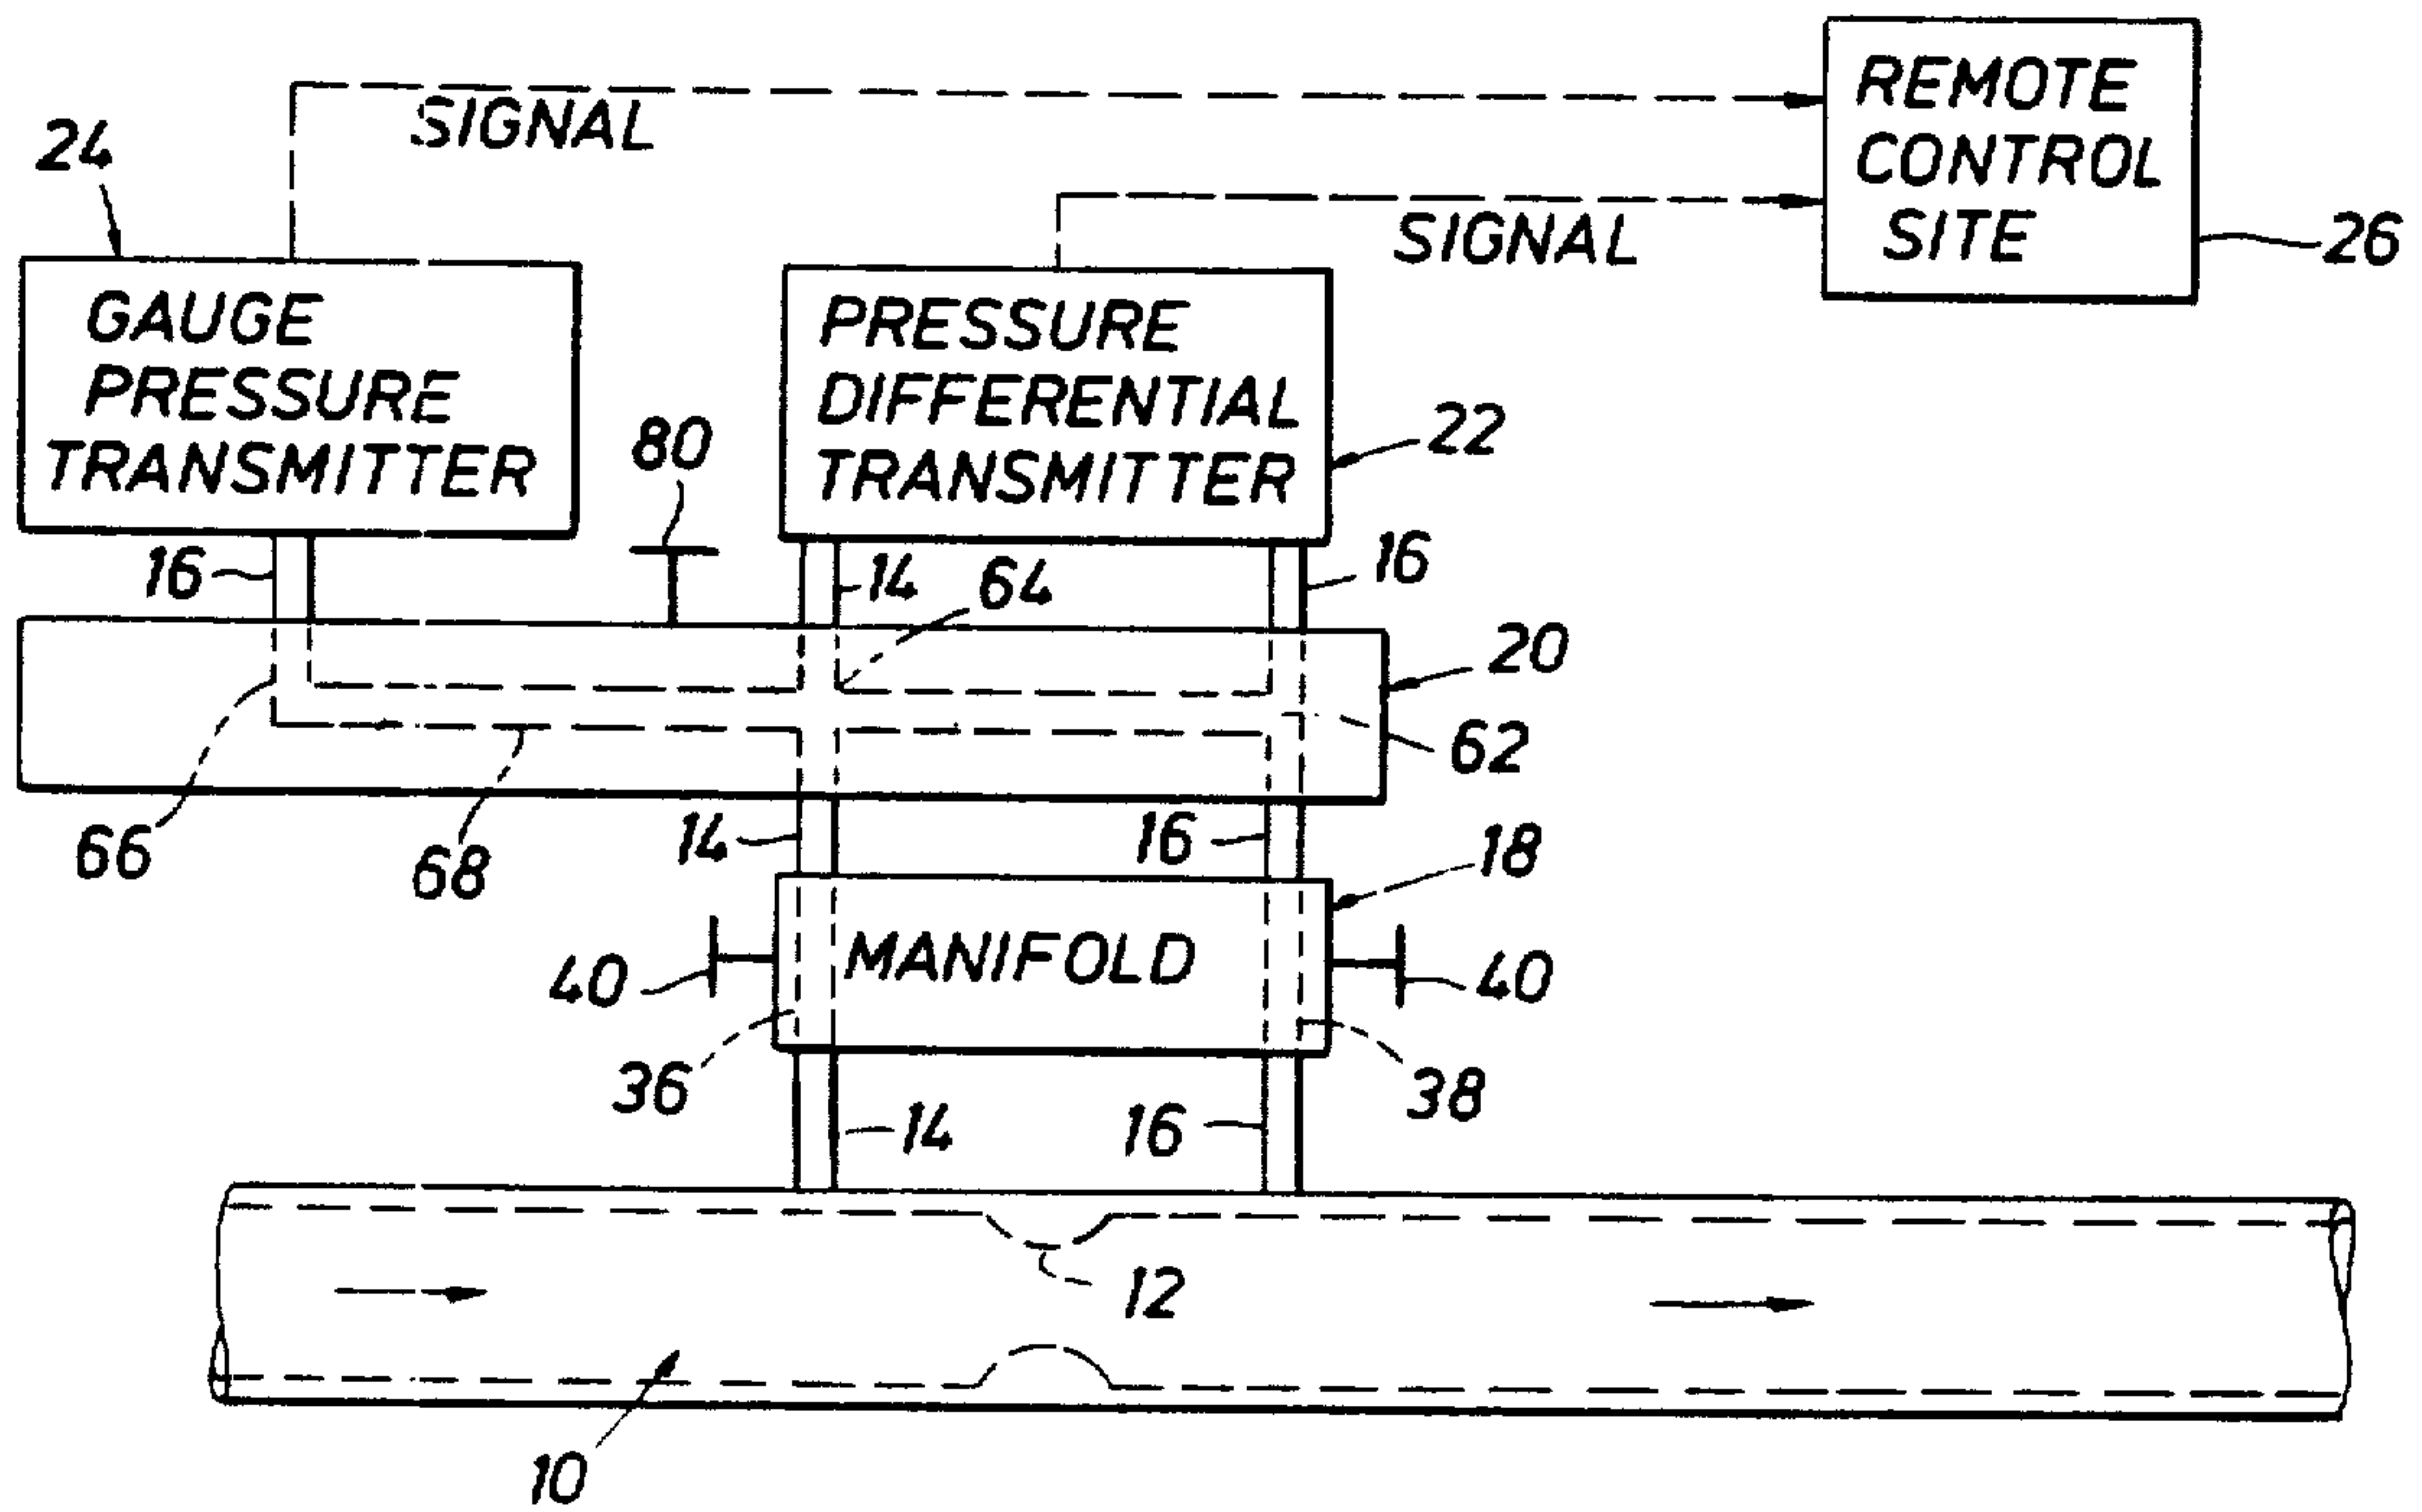 REMOTE
CONTROL
SITE
26
SIGNAL
SIGNAL
24
GAUGE
PRESSURE
TRANSMITTER
PRESSURE
DIFFERENTIAL
TRANSMITTER
22
80
16
14
64
16
20
62
66
68
14
16
18
40
MANIFOLD
40
36
38
14
16
12
10